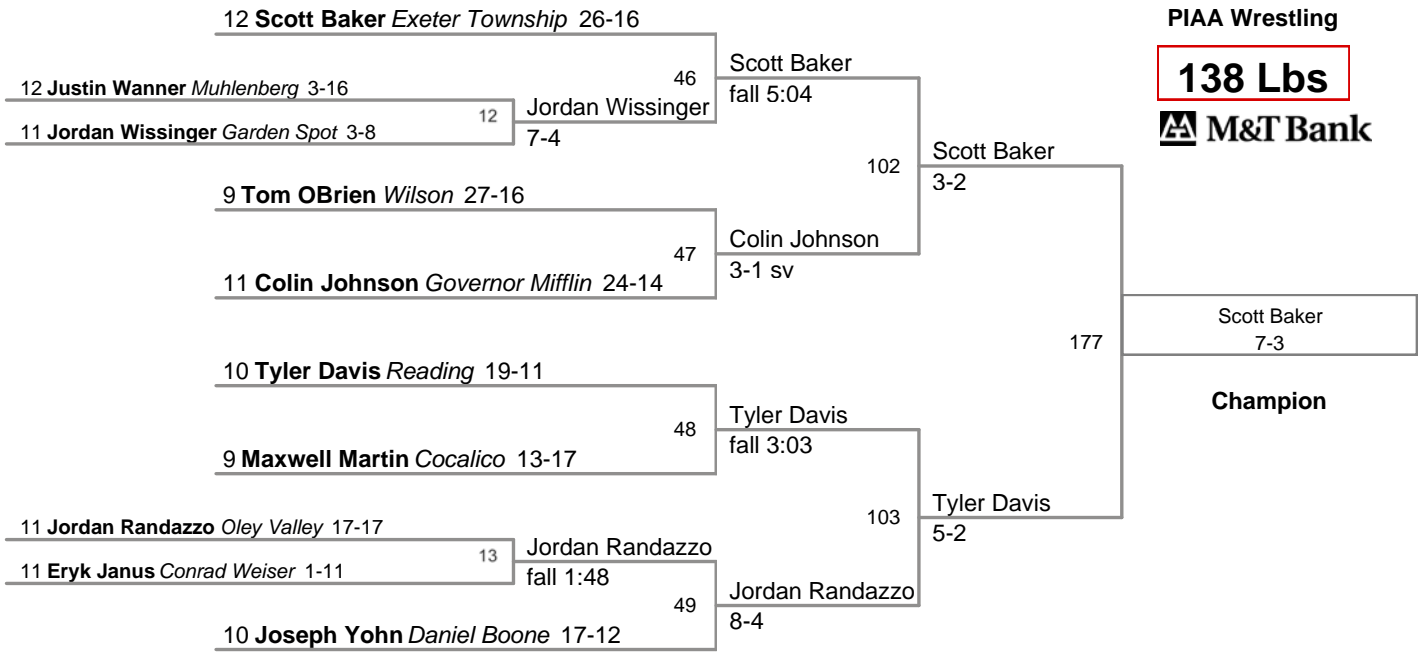 12 Scott Baker Exeter Township 26-16
PIAA Wrestling
138 Lbs
M&T Bank
46
Scott Baker
fall 5:04
12 Justin Wanner Muhlenberg 3-16
12
Jordan Wissinger
7-4
11 Jordan Wissinger Garden Spot 3-8
102
Scott Baker
3-2
9 Tom OBrien Wilson 27-16
47
Colin Johnson
3-1 sv
11 Colin Johnson Governor Mifflin 24-14
177
Scott Baker
7-3
Champion
10 Tyler Davis Reading 19-11
48
Tyler Davis
fall 3:03
9 Maxwell Martin Cocalico 13-17
103
Tyler Davis
5-2
11 Jordan Randazzo Oley Valley 17-17
13
Jordan Randazzo
fall 1:48
11 Eryk Janus Conrad Weiser 1-11
49
Jordan Randazzo
8-4
10 Joseph Yohn Daniel Boone 17-12